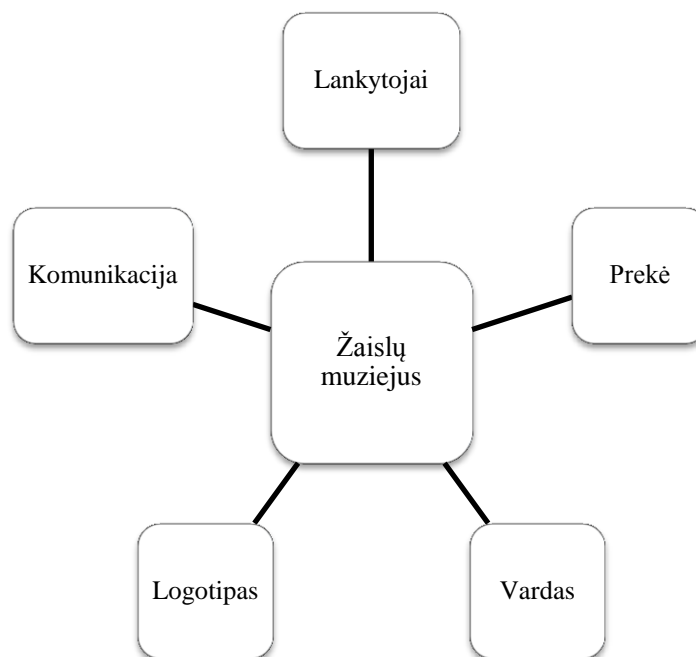 Lankytojai
Komunikacija
Prekė
Žaislų
muziejus
Logotipas
Vardas